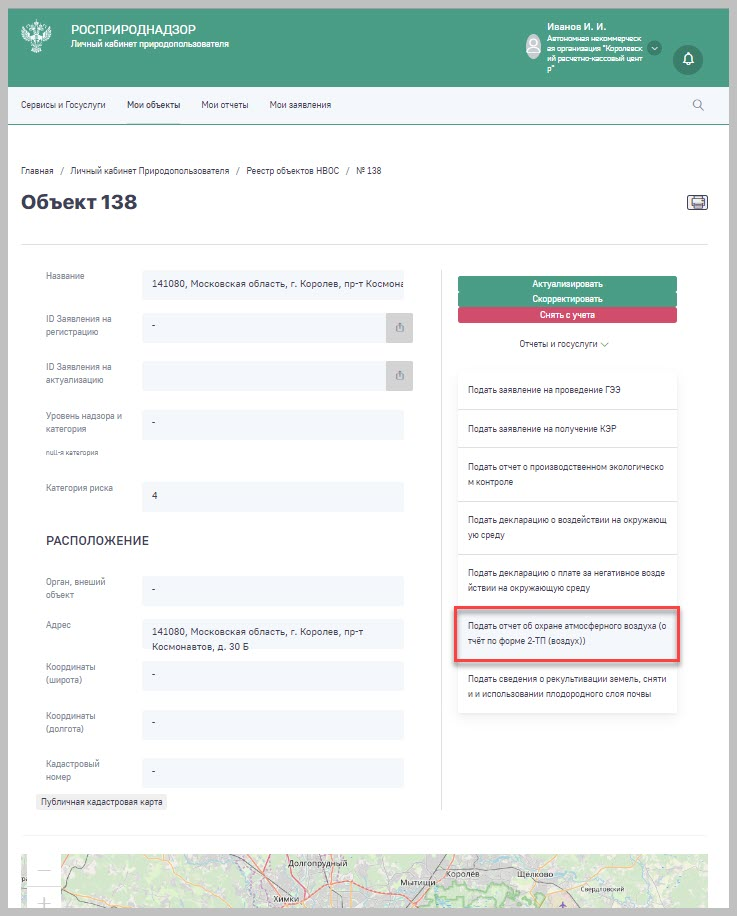 РОСПРИРОДНАДЗОР
Личный кабинет природопользователя
Иванов И. И.
Автономная некоммерческ
ая организация "Королевск
ий расчетно-кассовый цент
р"
Сервисы и Госуслуги
Мои объекты
Мои отчеты
Мои заявления
Главная / Личный кабинет Природопользователя / Реестр объектов НВОС / № 138
Объект 138
Название
141080, Московская область, г. Королев, пр-т Космона
ID Заявления на
регистрацию
-
ID Заявления на
актуализацию
Уровень надзора и
категория
-
null-я категория
Категория риска
4
РАСПОЛОЖЕНИЕ
Орган, внеший
объект
-
Адрес
141080, Московская область, г. Королев, пр-т
Космонавтов, д. 30 Б
Координаты
(широта)
-
Координаты
(долгота)
-
Кадастровый
номер
-
Публичная кадастровая карта
Актуализировать
Скорректировать
Снять с учета
Отчеты и госуслуги
Подать заявление на проведение ГЭЭ
Подать заявление на получение КЭР
Подать отчет о производственном экологическо
м контроле
Подать декларацию о воздействии на окружающ
ую среду
Подать декларацию о плате за негативное возде
йствии на окружающую среду
Подать отчет об охране атмосферного воздуха (о
тчёт по форме 2-ТП (воздух))
Подать сведения о рекультивации земель, сняти
и и использовании плодородного слоя почвы
Долгопрудный
Химки
Мытищи
Королёв
Щёлково
Свердловский